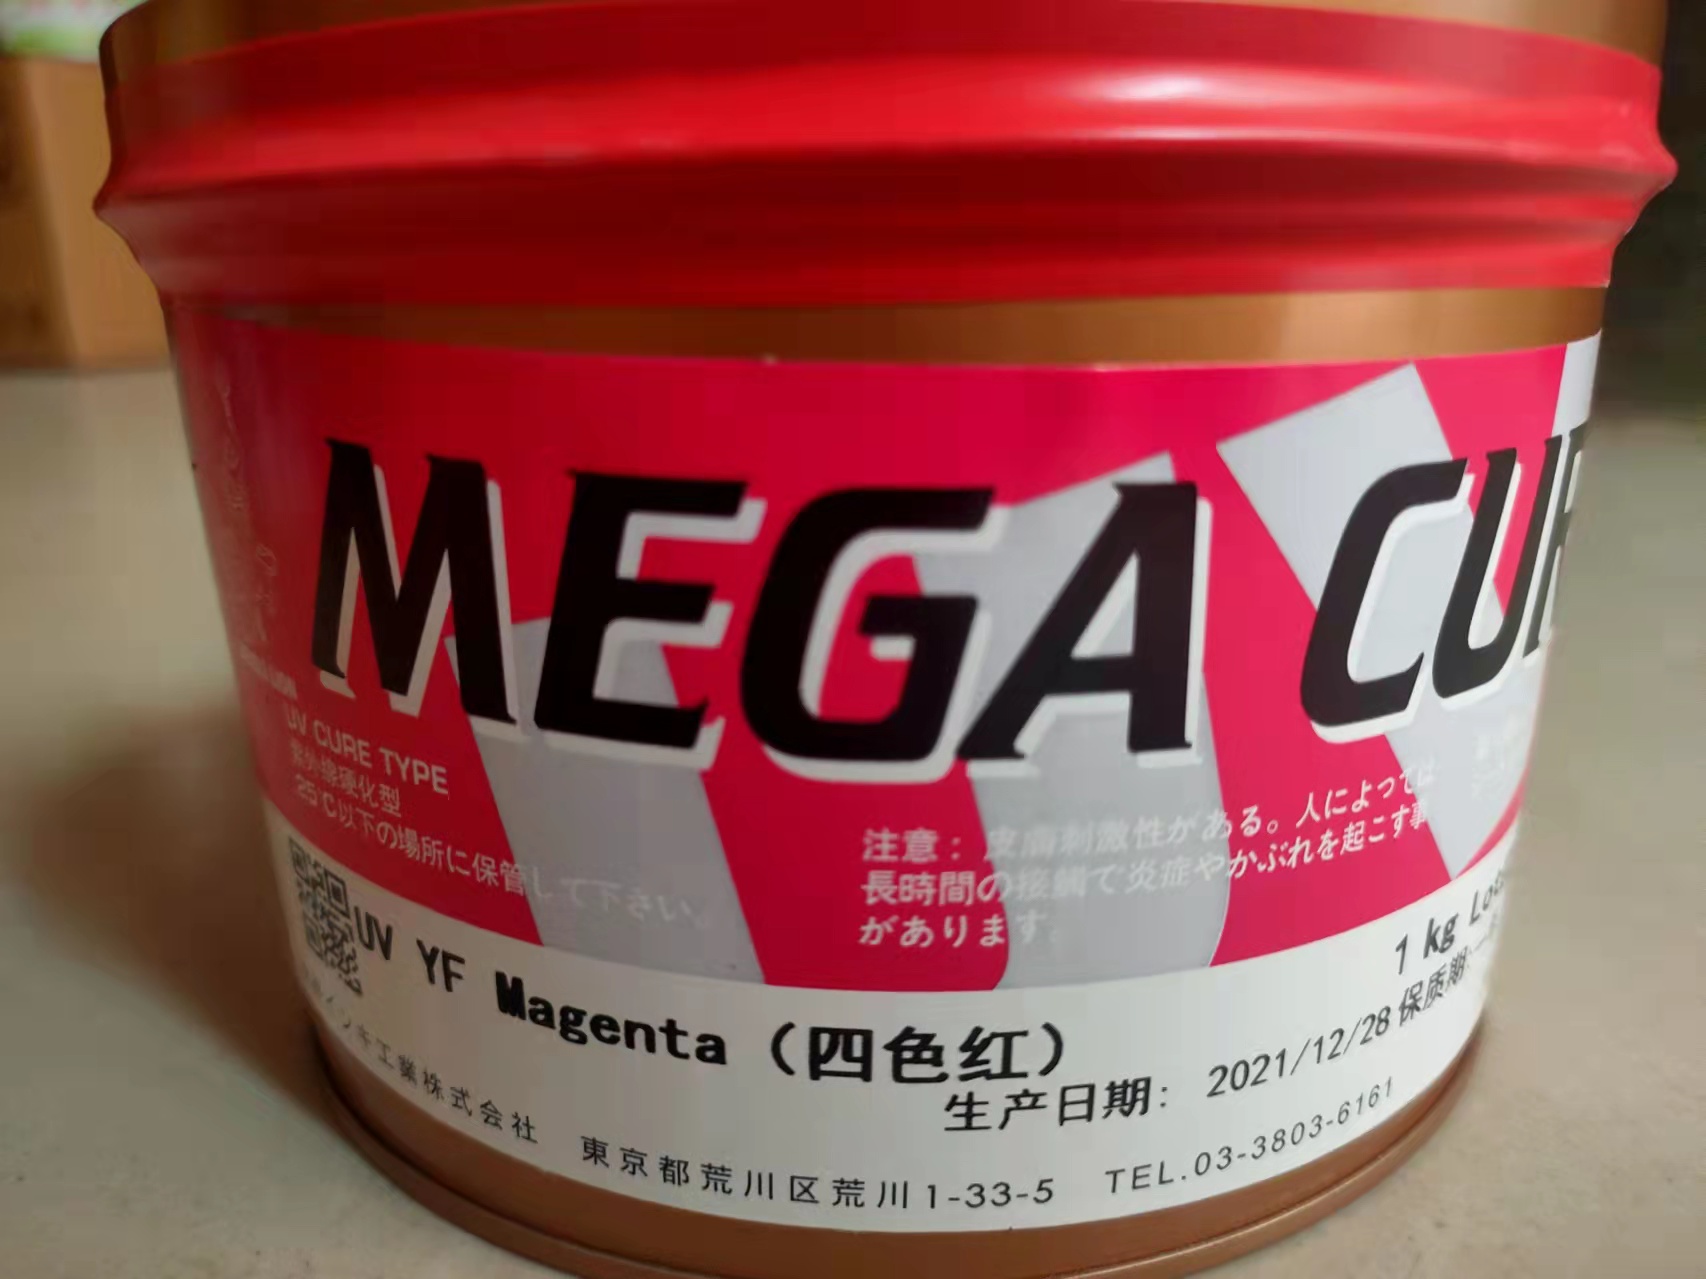 MEGA CUR
UV CURE TYPE
紫外線硬化型
25℃以下の場所に保管して下さい。
注意：皮膚刺激性がある。人によっては
長時間の接触で炎症やかぶれを起こす事
があります。
UV YF Magenta（四色红）
1 kg Lot
生产日期：2021/12/28 保质期:
インキ工業株式会社 東京都荒川区荒川1-33-5 TEL.03-3803-6161